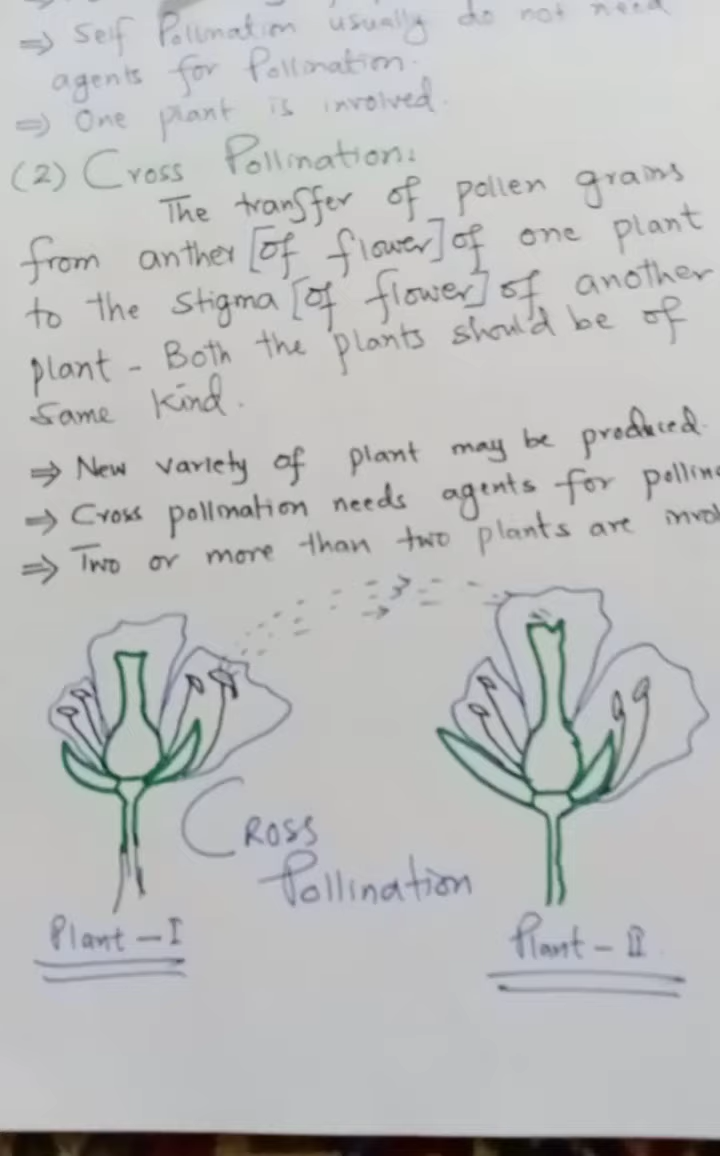 ⇒ Self Pollination usually do not need
agents for Pollination.
⇒ One plant is involved.
(2) Cross Pollination:
The transfer of pollen grains
from anther [of flower] of one plant
to the stigma [of flower] of another
plant - Both the plants should be of
same kind.
⇒ New variety of plant may be produced.
⇒ Cross pollination needs agents for pollina
⇒ Two or more than two plants are invol
Cross
Pollination
Plant - I
Plant - II